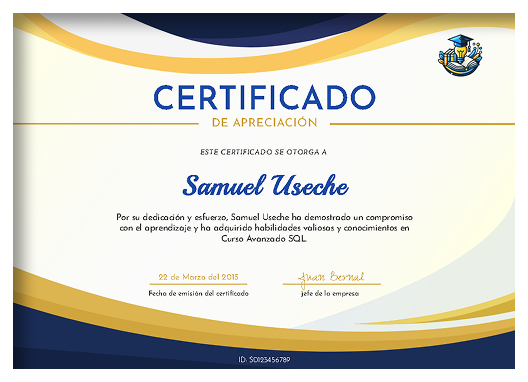 CERTIFICADO
DE APRECIACIÓN
ESTE CERTIFICADO SE OTORGA A
Samuel Useche
Por su dedicación y esfuerzo, Samuel Useche ha demostrado un compromiso
con el aprendizaje y ha adquirido habilidades valiosas y conocimientos en
Curso Avanzado SQL.
22 de Marzo del 2015
Juan Bernal
Fecha de emisión del certificado
jefe de la empresa
ID: SD123456789